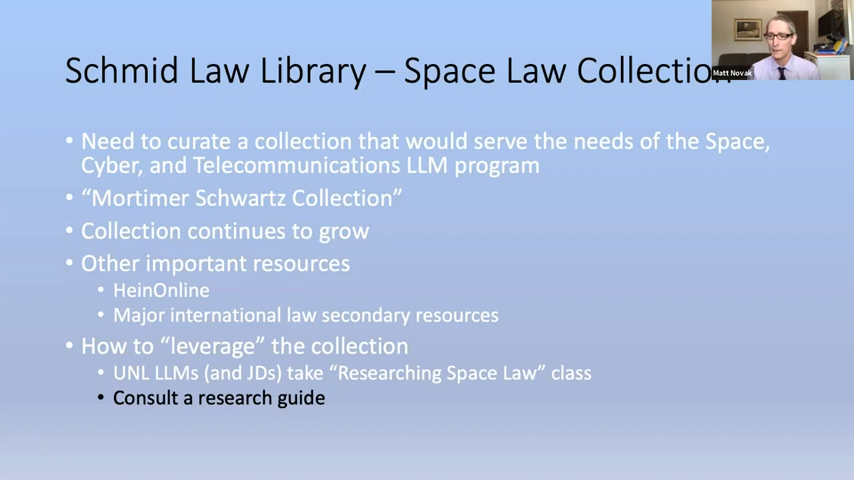 Schmid Law Library – Space Law Collection
Matt Novak
• Need to curate a collection that would serve the needs of the Space,
Cyber, and Telecommunications LLM program
• “Mortimer Schwartz Collection”
• Collection continues to grow
• Other important resources
• HeinOnline
• Major international law secondary resources
• How to “leverage” the collection
• UNL LLMs (and JDs) take “Researching Space Law” class
• Consult a research guide